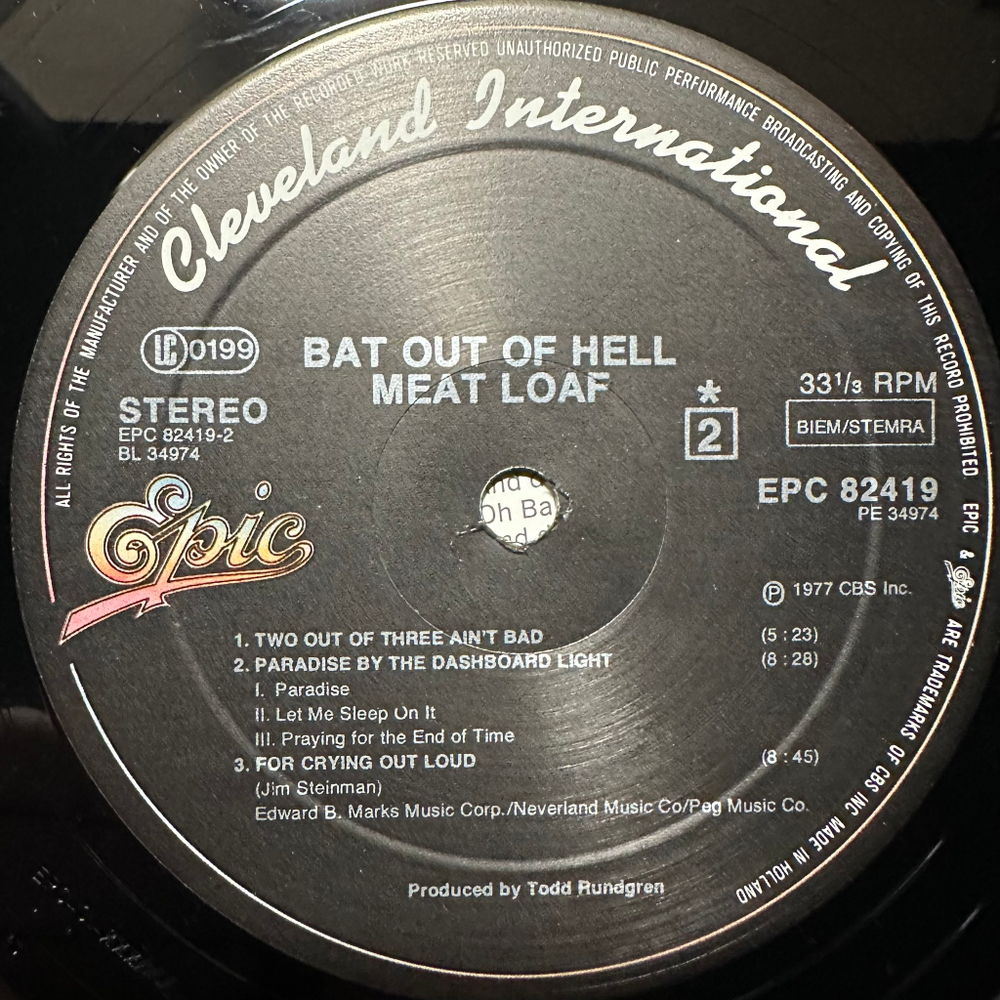 ALL RIGHTS OF THE MANUFACTURER AND OF THE OWNER OF THE RECORDED WORK RESERVED UNAUTHORIZED PUBLIC PERFORMANCE BROADCASTING AND COPYING OF THIS RECORD PROHIBITED. EPIC & Epic ARE TRADEMARKS OF CBS INC MADE IN HOLLAND
Cleveland International
LC 0199
BAT OUT OF HELL
MEAT LOAF
STEREO
EPC 82419-2
BL 34974
*
2
33 1/3 RPM
BIEM/STEMRA
EPC 82419
PE 34974
Epic
Oh Ba
℗ 1977 CBS Inc.
1. TWO OUT OF THREE AIN'T BAD (5 : 23)
2. PARADISE BY THE DASHBOARD LIGHT (8 : 28)
I. Paradise
II. Let Me Sleep On It
III. Praying for the End of Time
3. FOR CRYING OUT LOUD (8 : 45)
(Jim Steinman)
Edward B. Marks Music Corp./Neverland Music Co/Peg Music Co.
Produced by Todd Rundgren